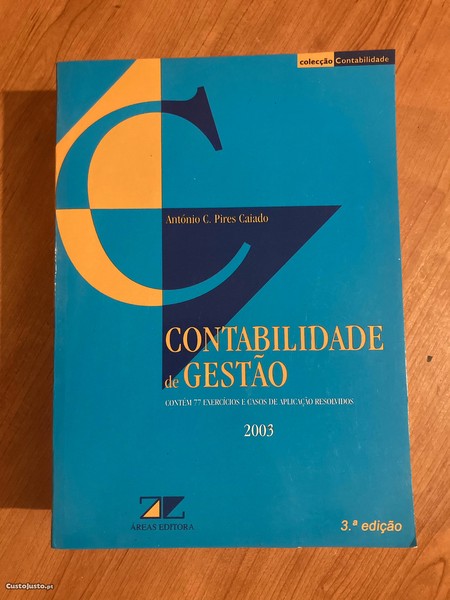 colecção Contabilidade
António C. Pires Caiado
CONTABILIDADE
de GESTÃO
CONTÉM 77 EXERCÍCIOS E CASOS DE APLICAÇÃO RESOLVIDOS
2003
ÁREAS EDITORA
3.ª edição
CustoJusto.pt